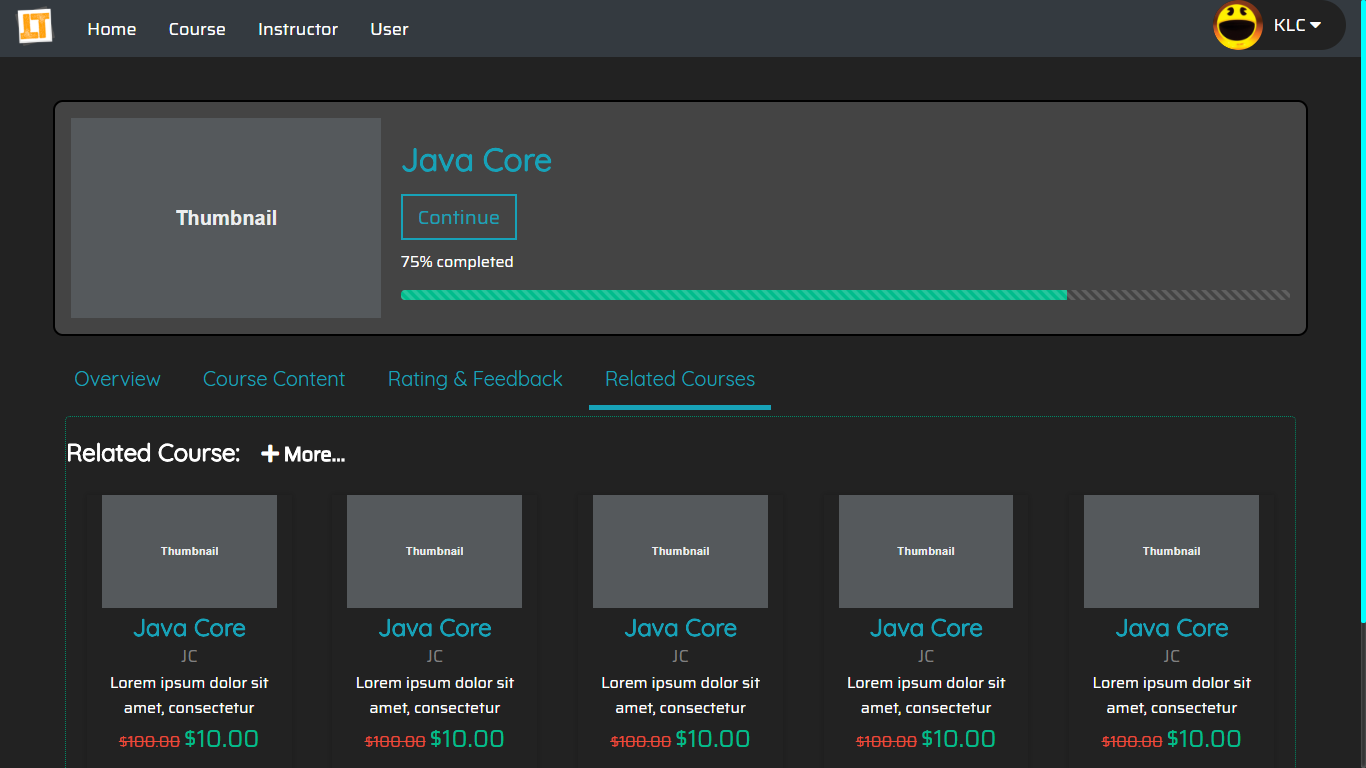 LT
Home Course Instructor User
KLC
Thumbnail
Java Core
Continue
75% completed
Overview Course Content Rating & Feedback Related Courses
Related Course: More...
Thumbnail Thumbnail Thumbnail Thumbnail Thumbnail
Java Core Java Core Java Core Java Core Java Core
JC JC JC JC JC
Lorem ipsum dolor sit Lorem ipsum dolor sit Lorem ipsum dolor sit Lorem ipsum dolor sit Lorem ipsum dolor sit
amet, consectetur amet, consectetur amet, consectetur amet, consectetur amet, consectetur
$100.00 $10.00 $100.00 $10.00 $100.00 $10.00 $100.00 $10.00 $100.00 $10.00